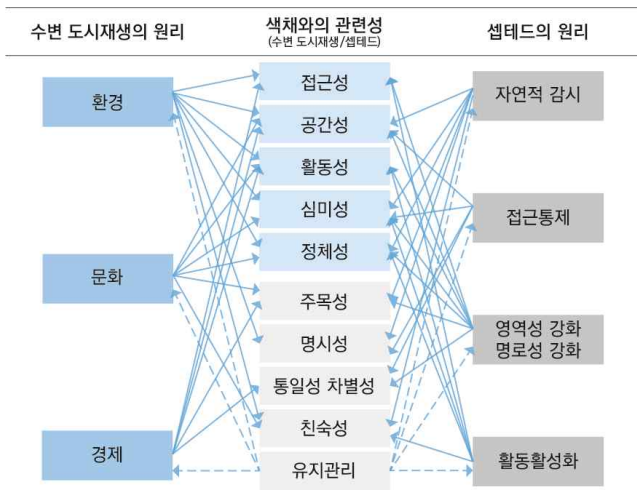 수변 도시재생의 원리
색채와의 관련성
(수변 도시재생/셉테드)
셉테드의 원리
환경
문화
경제
접근성
공간성
활동성
심미성
정체성
주목성
명시성
통일성 차별성
친숙성
유지관리
자연적 감시
접근통제
영역성 강화
명로성 강화
활동활성화